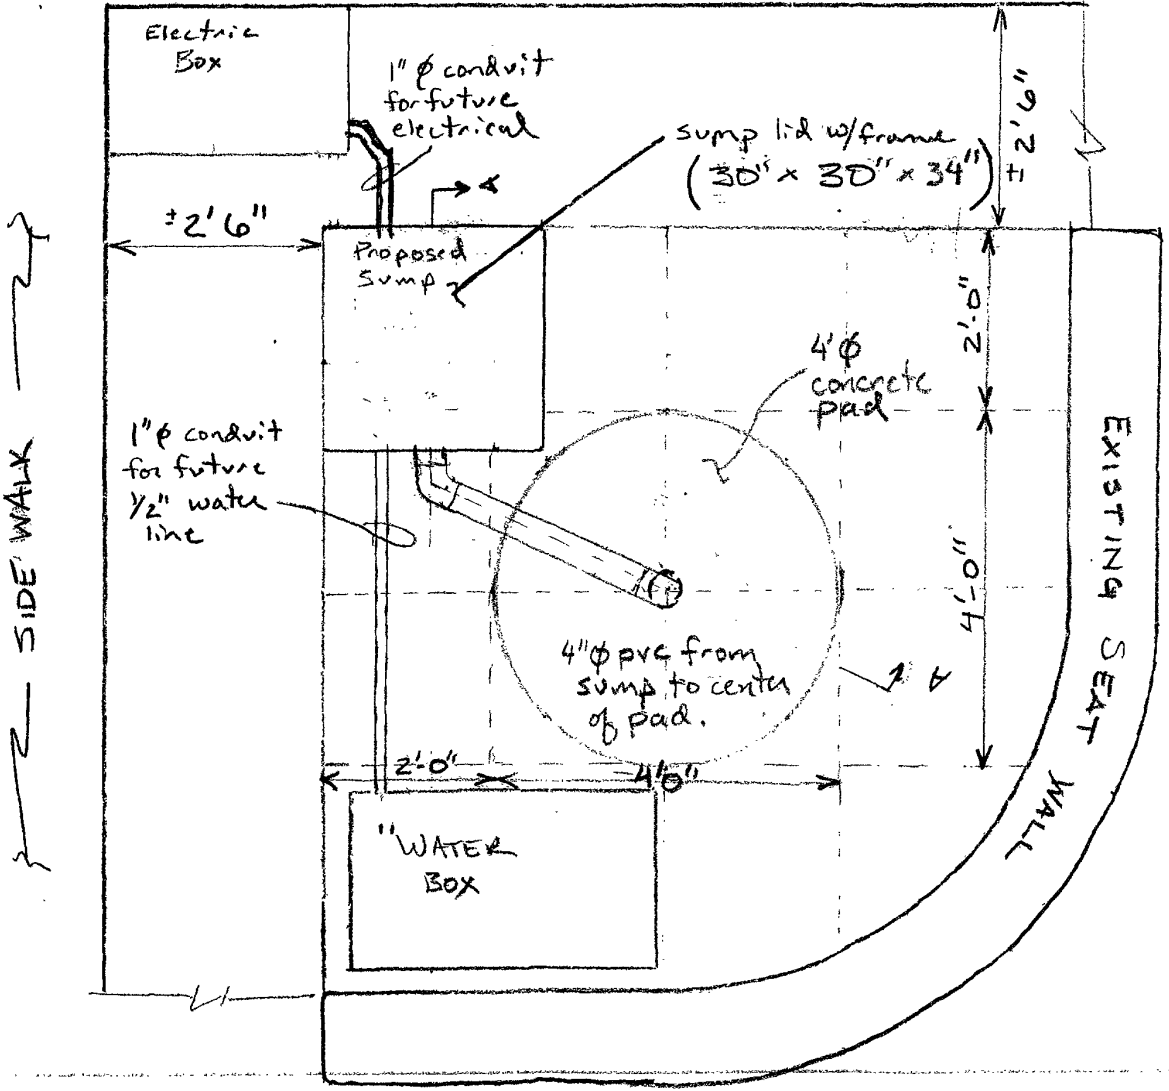 Electric
Box
1" ϕ conduit
for future
electrical
sump lid w/frame
(30" x 30" x 34")
± 2'6"
A
± 2'6"
Proposed
Sump
2'-0"
4'ϕ
concrete
pad
1" ϕ conduit
for future
1/2" water
line
SIDE WALK
EXISTING SEAT WALL
4'-0"
4"ϕ pvc from
sump to center
of pad.
A
2'-0"
4'0"
"WATER
BOX